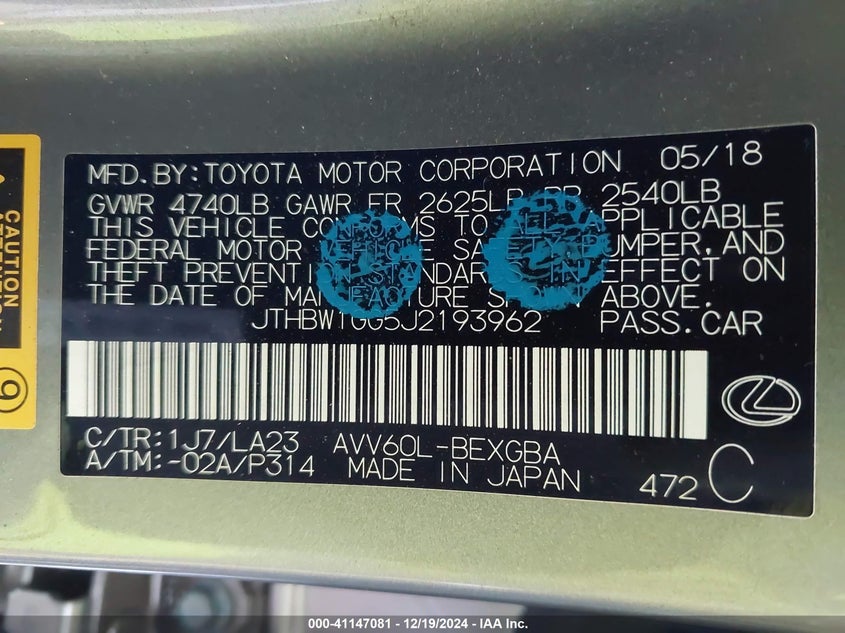 MFD.BY:TOYOTA MOTOR CORPORATION 05/18
GVWR 4740LB GAWR FR 2625LB RR 2540LB
THIS VEHICLE CONFORMS TO ALL APPLICABLE
FEDERAL MOTOR VEHICLE SAFETY, BUMPER, AND
THEFT PREVENTION STANDARDS IN EFFECT ON
THE DATE OF MANUFACTURE SHOWN ABOVE.
JTHBW1GG5J2193962 PASS.CAR
C/TR:1J7/LA23 AVV60L-BEXGBA
A/TM:-02A/P314 MADE IN JAPAN 472 C
CAUTION
9
000-41147081 - 12/19/2024 - IAA Inc.